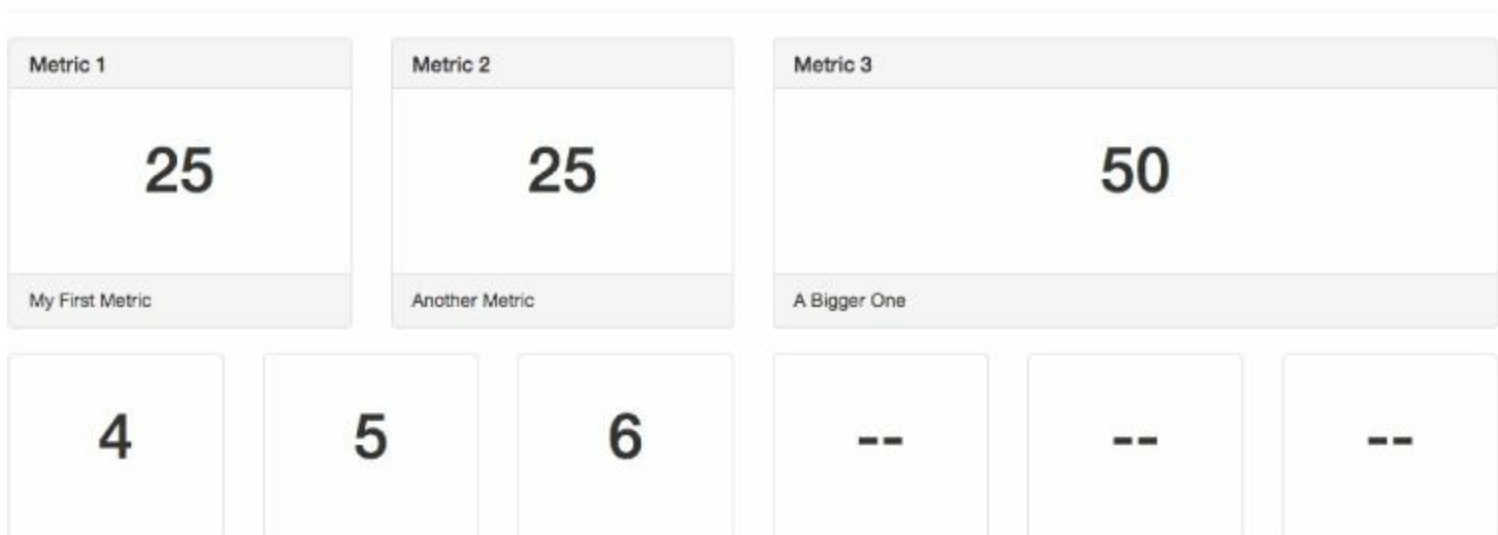 Metric 1
Metric 2
Metric 3
25
25
50
My First Metric
Another Metric
A Bigger One
4
5
6
--
--
--